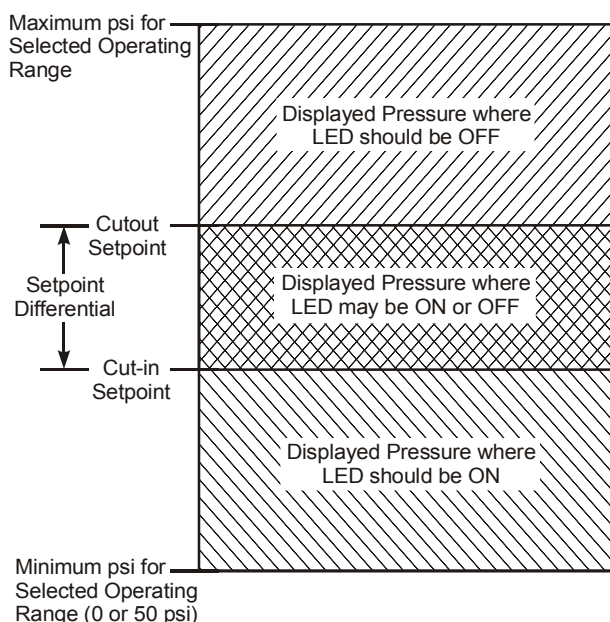 Maximum psi for
Selected Operating
Range
Displayed Pressure where
LED should be OFF
Cutout
Setpoint
Setpoint
Differential
Displayed Pressure where
LED may be ON or OFF
Cut-in
Setpoint
Displayed Pressure where
LED should be ON
Minimum psi for
Selected Operating
Range (0 or 50 psi)